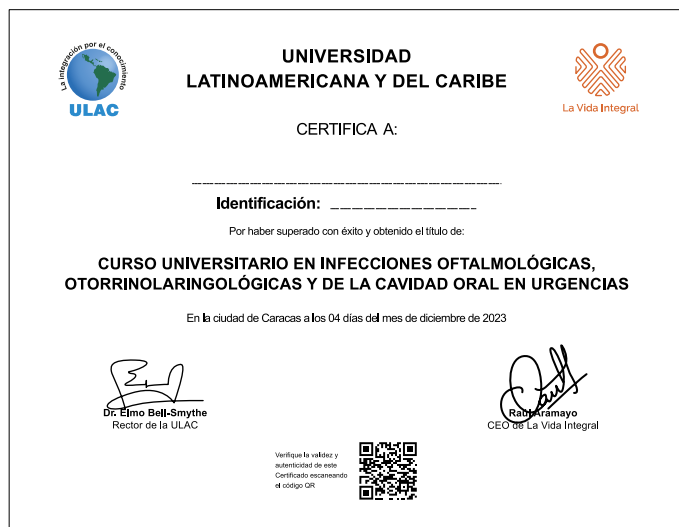 La integración por el conocimiento
ULAC
UNIVERSIDAD
LATINOAMERICANA Y DEL CARIBE
La Vida Integral
CERTIFICA A:
Identificación:
Por haber superado con éxito y obtenido el título de:
CURSO UNIVERSITARIO EN INFECCIONES OFTALMOLÓGICAS,
OTORRINOLARINGOLÓGICAS Y DE LA CAVIDAD ORAL EN URGENCIAS
En la ciudad de Caracas a los 04 días del mes de diciembre de 2023
Dr. Elmo Bell-Smythe
Rector de la ULAC
Raúl Aramayo
CEO de La Vida Integral
Verifique la validez y
autenticidad de este
Certificado escaneando
el código QR